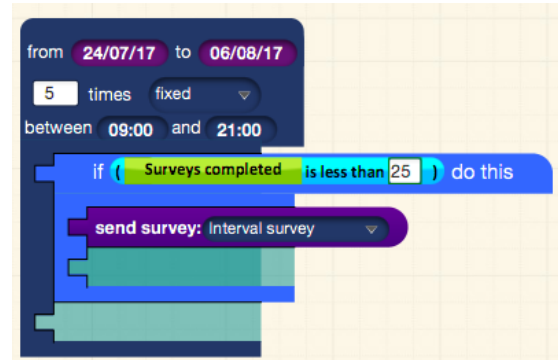 from 24/07/17 to 06/08/17
5 times fixed
between 09:00 and 21:00
if ( Surveys completed is less than 25 ) do this
send survey: Interval survey